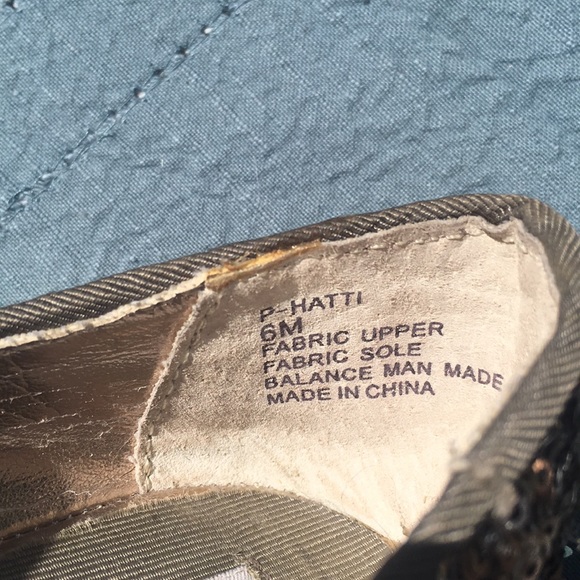 P-HATTI
6M
FABRIC UPPER
FABRIC SOLE
BALANCE MAN MADE
MADE IN CHINA